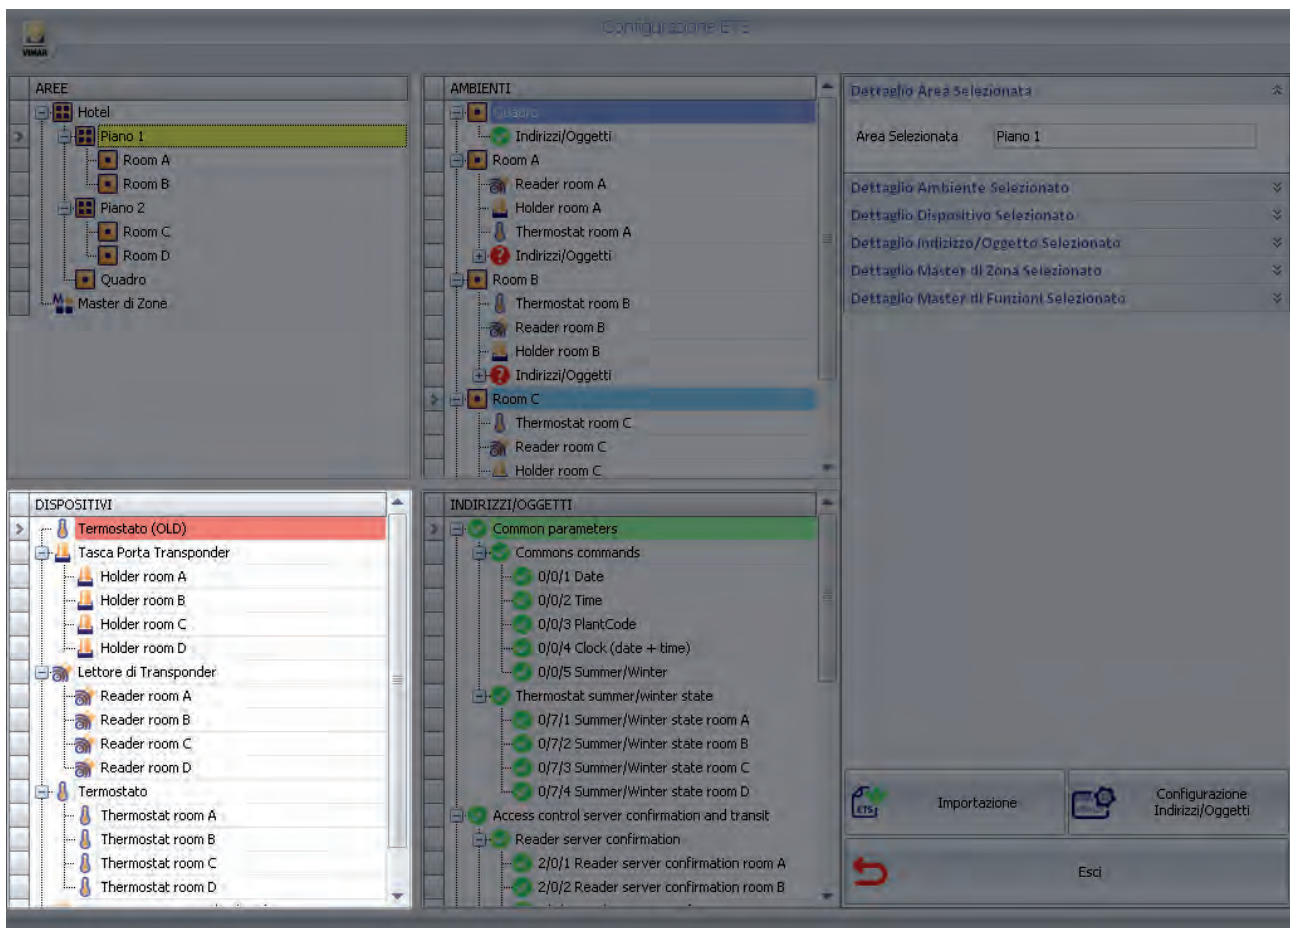 Configurazione ETS
VIMAR
AREE
Hotel
Piano 1
Room A
Room B
Piano 2
Room C
Room D
Quadro
Master di Zone
AMBIENTI
Quadro
Indirizzi/Oggetti
Room A
Reader room A
Holder room A
Thermostat room A
Indirizzi/Oggetti
Room B
Thermostat room B
Reader room B
Holder room B
Indirizzi/Oggetti
Room C
Thermostat room C
Reader room C
Holder room C
Dettaglio Area Selezionata
Area Selezionata Piano 1
Dettaglio Ambiente Selezionato
Dettaglio Dispositivo Selezionato
Dettaglio Indizizzo/Oggetto Selezionato
Dettaglio Master di Zona Selezionato
Dettaglio Master di Funzioni Selezionato
DISPOSITIVI
Termostato (OLD)
Tasca Porta Transponder
Holder room A
Holder room B
Holder room C
Holder room D
Lettore di Transponder
Reader room A
Reader room B
Reader room C
Reader room D
Termostato
Thermostat room A
Thermostat room B
Thermostat room C
Thermostat room D
INDIRIZZI/OGGETTI
Common parameters
Commons commands
0/0/1 Date
0/0/2 Time
0/0/3 PlantCode
0/0/4 Clock (date + time)
0/0/5 Summer/Winter
Thermostat summer/winter state
0/7/1 Summer/Winter state room A
0/7/2 Summer/Winter state room B
0/7/3 Summer/Winter state room C
0/7/4 Summer/Winter state room D
Access control server confirmation and transit
Reader server confirmation
2/0/1 Reader server confirmation room A
2/0/2 Reader server confirmation room B
ETS
Importazione
Configurazione
Indirizzi/Oggetti
Esci